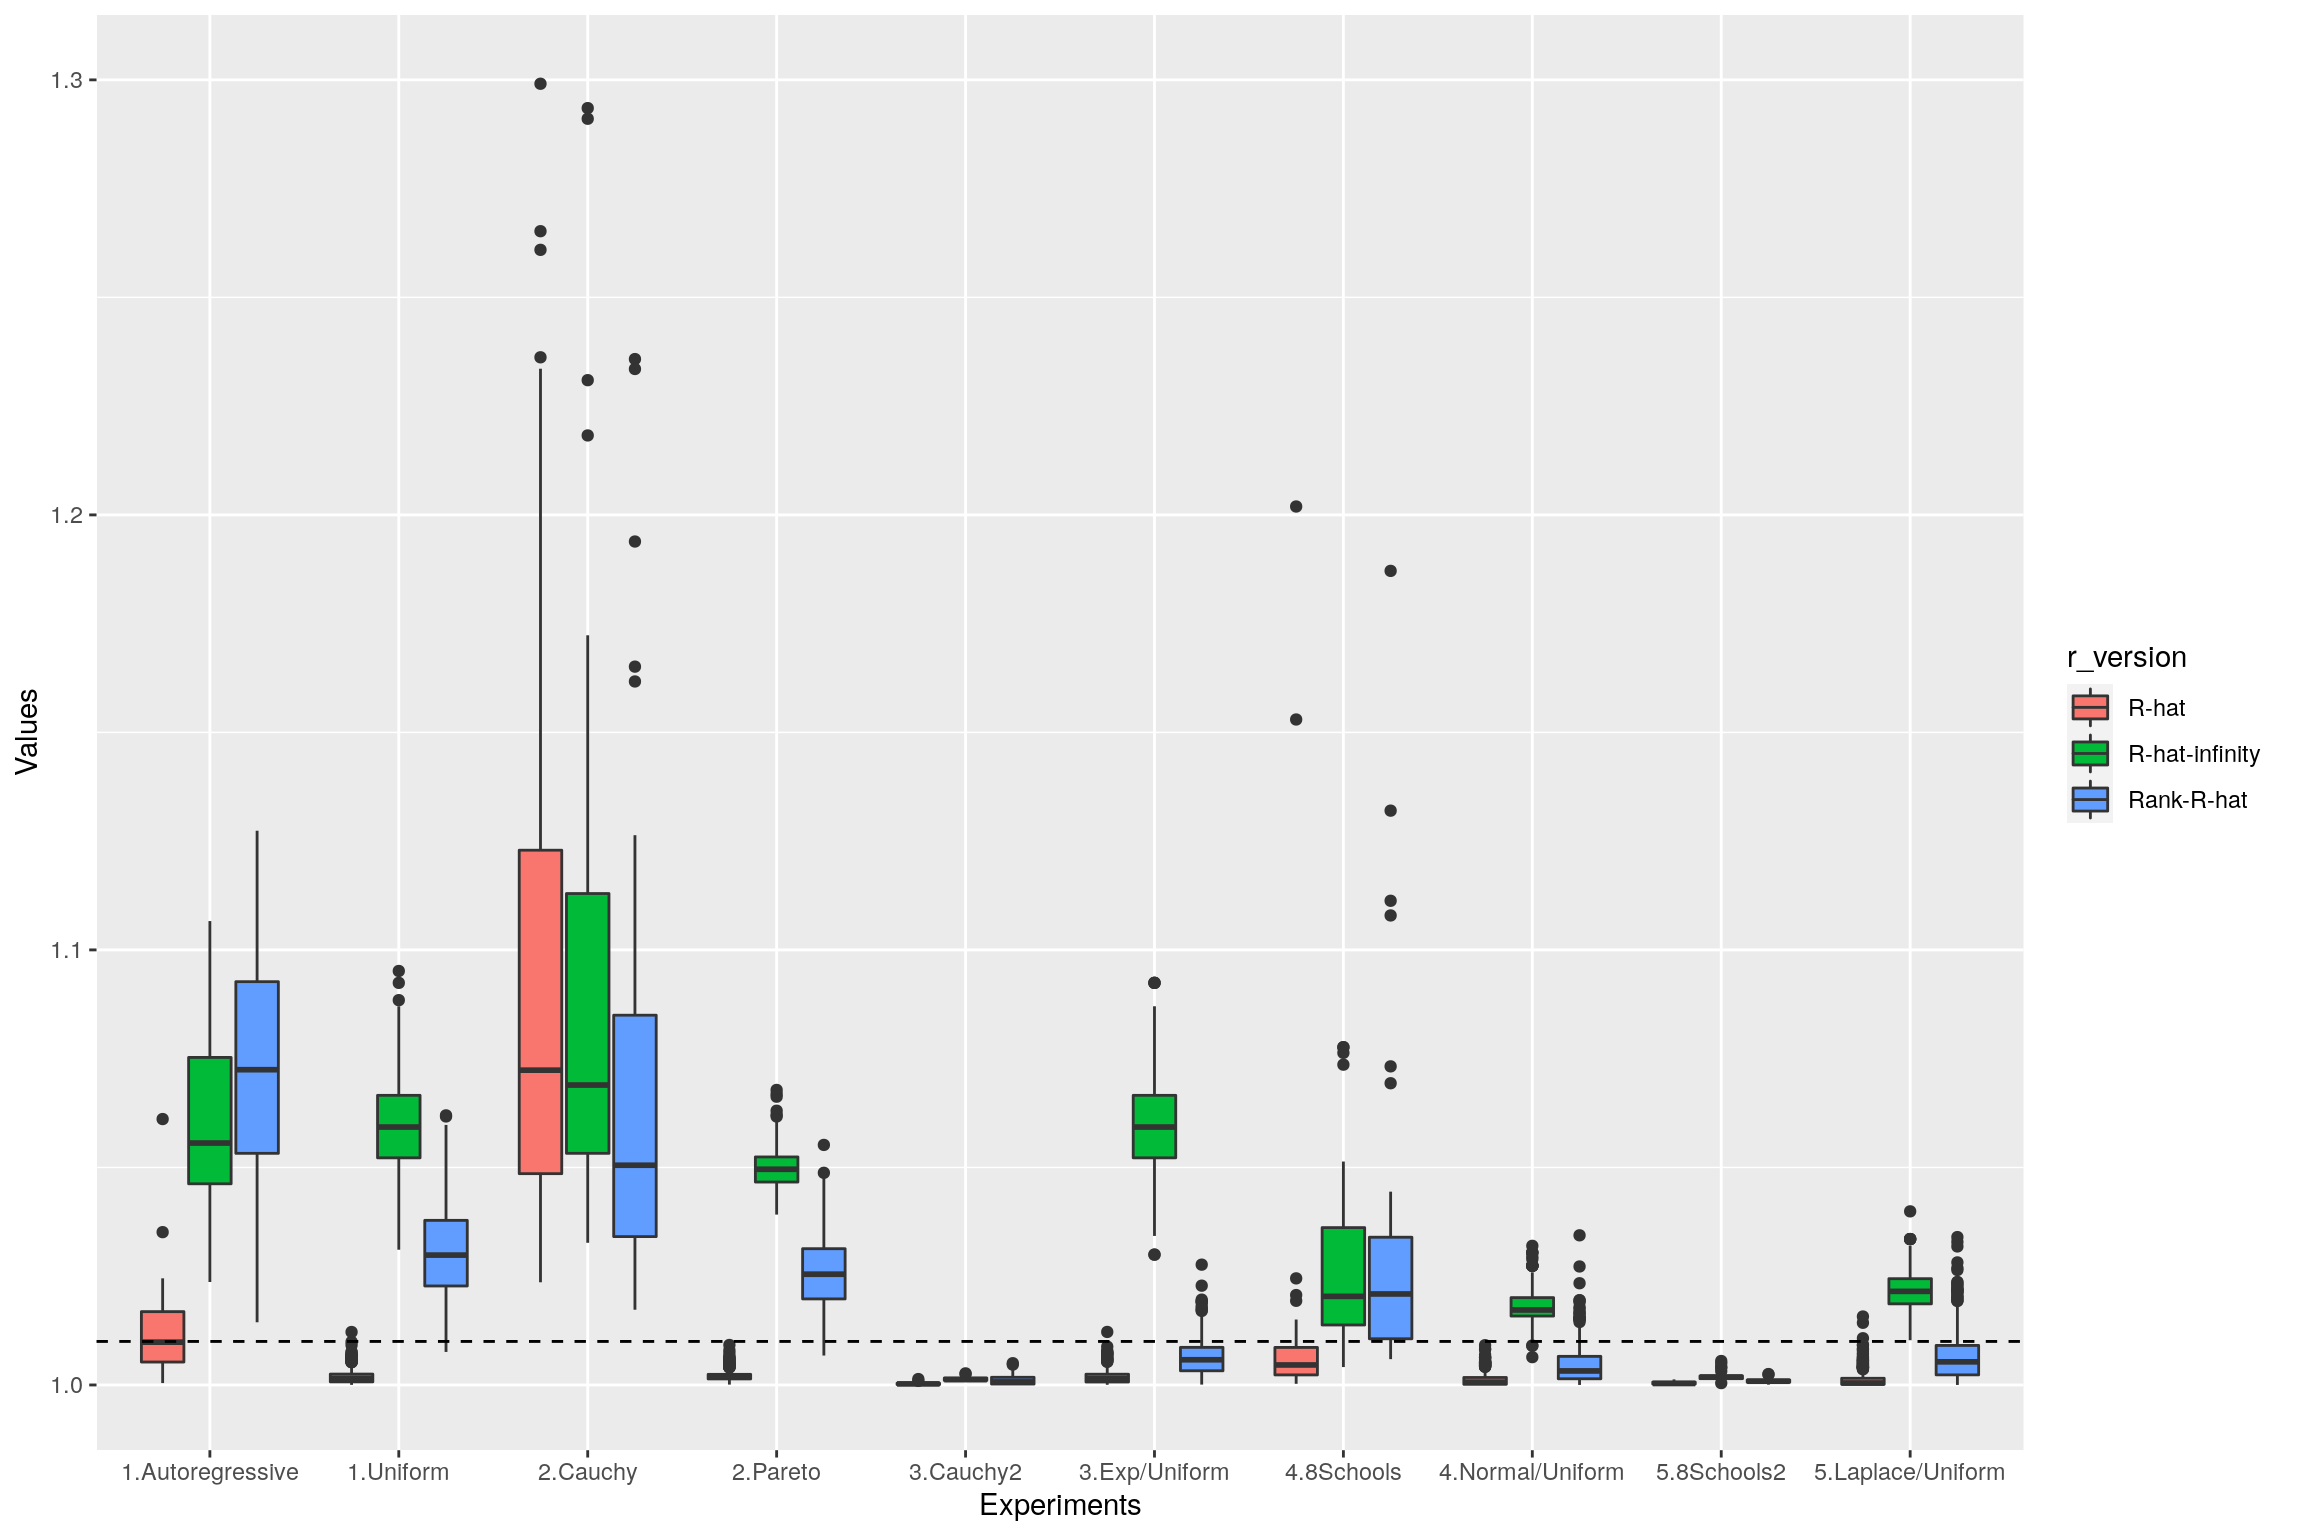 1.3
1.2
1.1
1.0
Values
1.Autoregressive 1.Uniform 2.Cauchy 2.Pareto 3.Cauchy2 3.Exp/Uniform 4.8Schools 4.Normal/Uniform 5.8Schools2 5.Laplace/Uniform
Experiments
r_version
R-hat
R-hat-infinity
Rank-R-hat